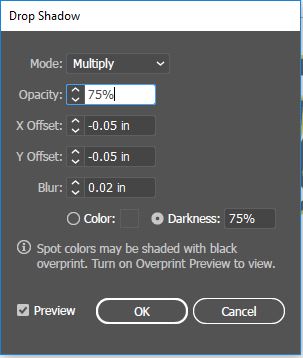 Drop Shadow
Mode: Multiply
Opacity: 75%
X Offset: -0.05 in
Y Offset: -0.05 in
Blur: 0.02 in
Color: Darkness: 75%
Spot colors may be shaded with black
overprint. Turn on Overprint Preview to view.
Preview OK Cancel